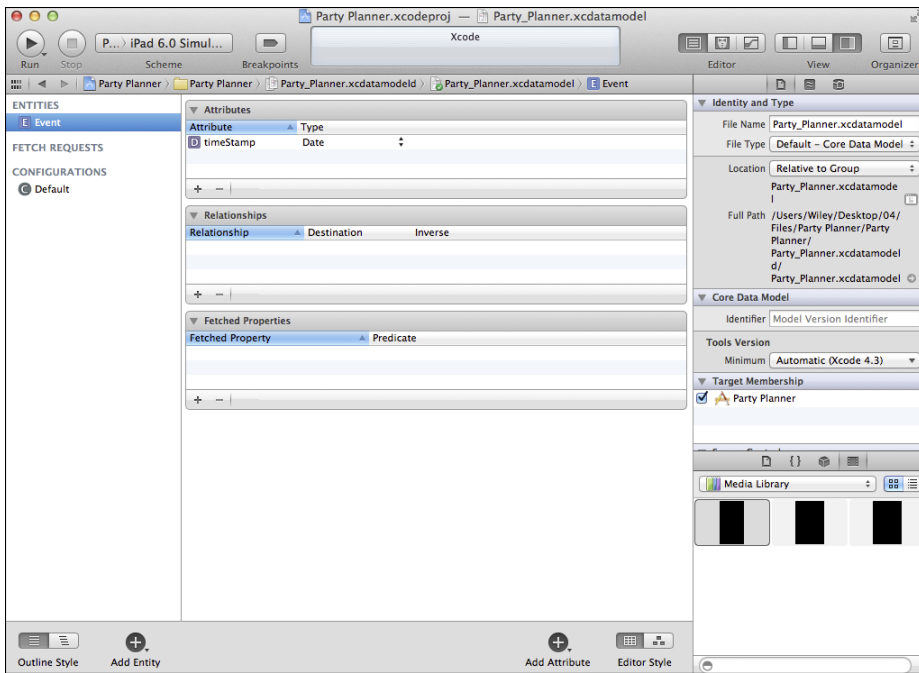 Party Planner.xcodeproj — Party_Planner.xcdatamodel
P... › iPad 6.0 Simul...
Xcode
Run Stop Scheme Breakpoints Editor View Organizer
Party Planner › Party Planner › Party_Planner.xcdatamodeld › Party_Planner.xcdatamodel › E Event
ENTITIES
E Event
FETCH REQUESTS
CONFIGURATIONS
C Default
Attributes
Attribute Type
D timeStamp Date
+ −
Relationships
Relationship Destination Inverse
+ −
Fetched Properties
Fetched Property Predicate
+ −
Identity and Type
File Name Party_Planner.xcdatamodel
File Type Default – Core Data Model
Location Relative to Group
Party_Planner.xcdatamode
l
Full Path /Users/Wiley/Desktop/04/
Files/Party Planner/Party
Planner/
Party_Planner.xcdatamodel
d/
Party_Planner.xcdatamodel
Core Data Model
Identifier Model Version Identifier
Tools Version
Minimum Automatic (Xcode 4.3)
Target Membership
Party Planner
{}
Media Library
Outline Style Add Entity Add Attribute Editor Style